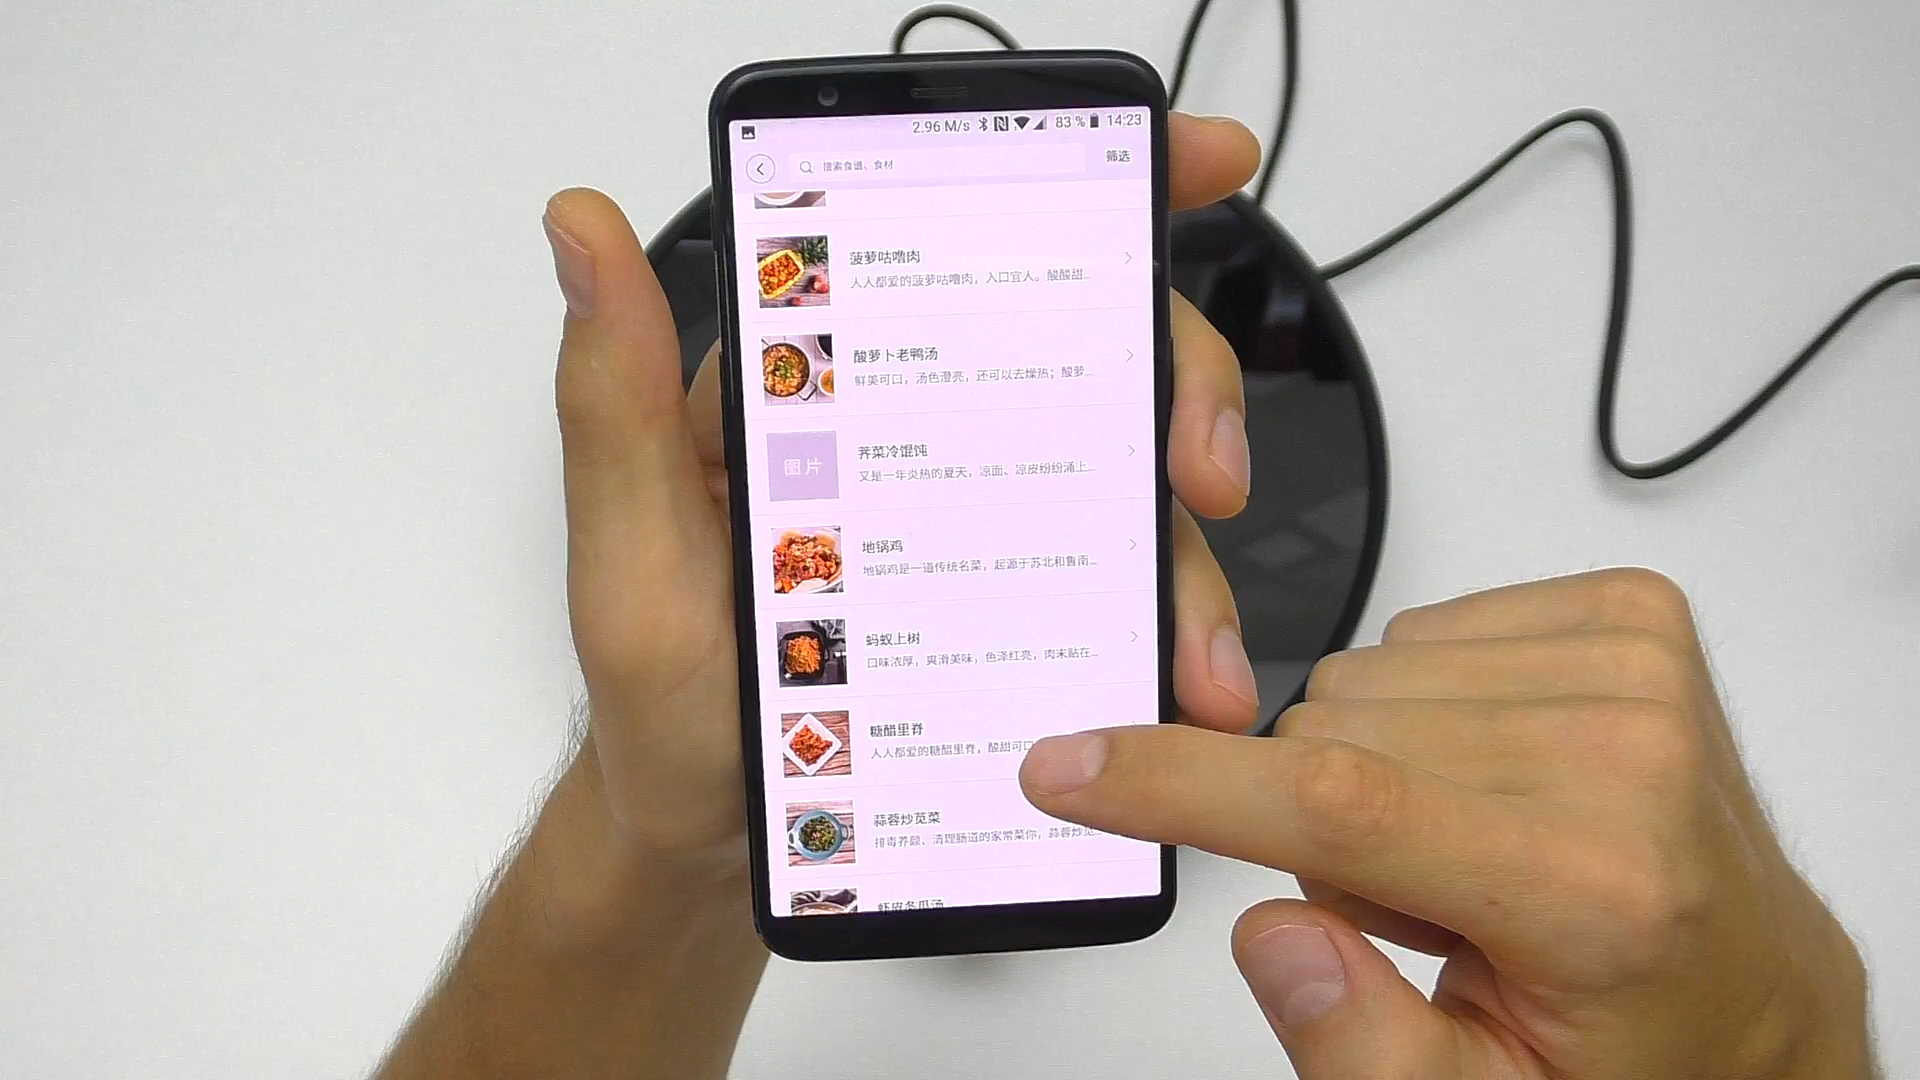 2.96 M/s 83 % 14:23
搜索食谱、食材
筛选
菠萝咕噜肉
人人都爱的菠萝咕噜肉，入口宜人。酸酸甜...
酸萝卜老鸭汤
鲜美可口，汤色澄亮，还可以去燥热；酸萝...
图片
荠菜冷馄饨
又是一年炎热的夏天，凉面、凉皮纷纷涌上...
地锅鸡
地锅鸡是一道传统名菜，起源于苏北和鲁南...
蚂蚁上树
口味浓厚，爽滑美味，色泽红亮，肉末贴在...
糖醋里脊
人人都爱的糖醋里脊，酸甜可口
蒜蓉炒苋菜
排毒养颜、清理肠道的家常菜你，蒜蓉炒苋...
虾皮冬瓜汤